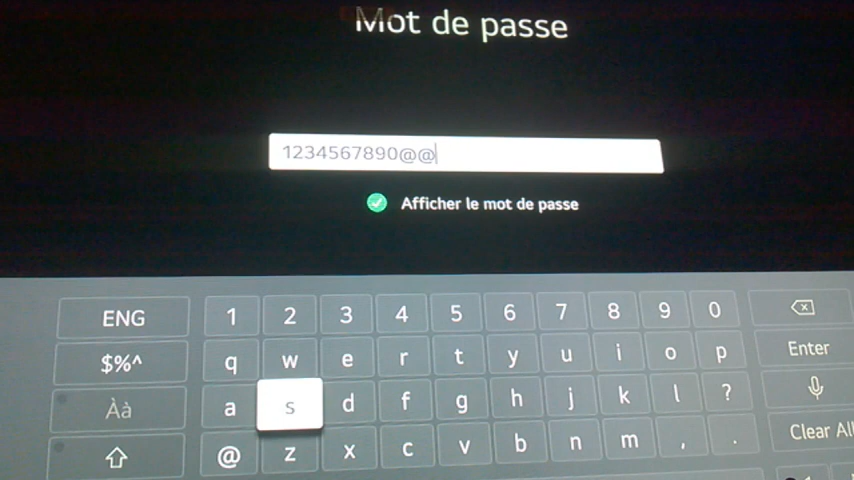 Mot de passe
1234567890@@
Afficher le mot de passe
ENG 1 2 3 4 5 6 7 8 9 0
$%^ q w e r t y u i o p Enter
Àà a s d f g h j k l ?
@ z x c v b n m , . Clear All